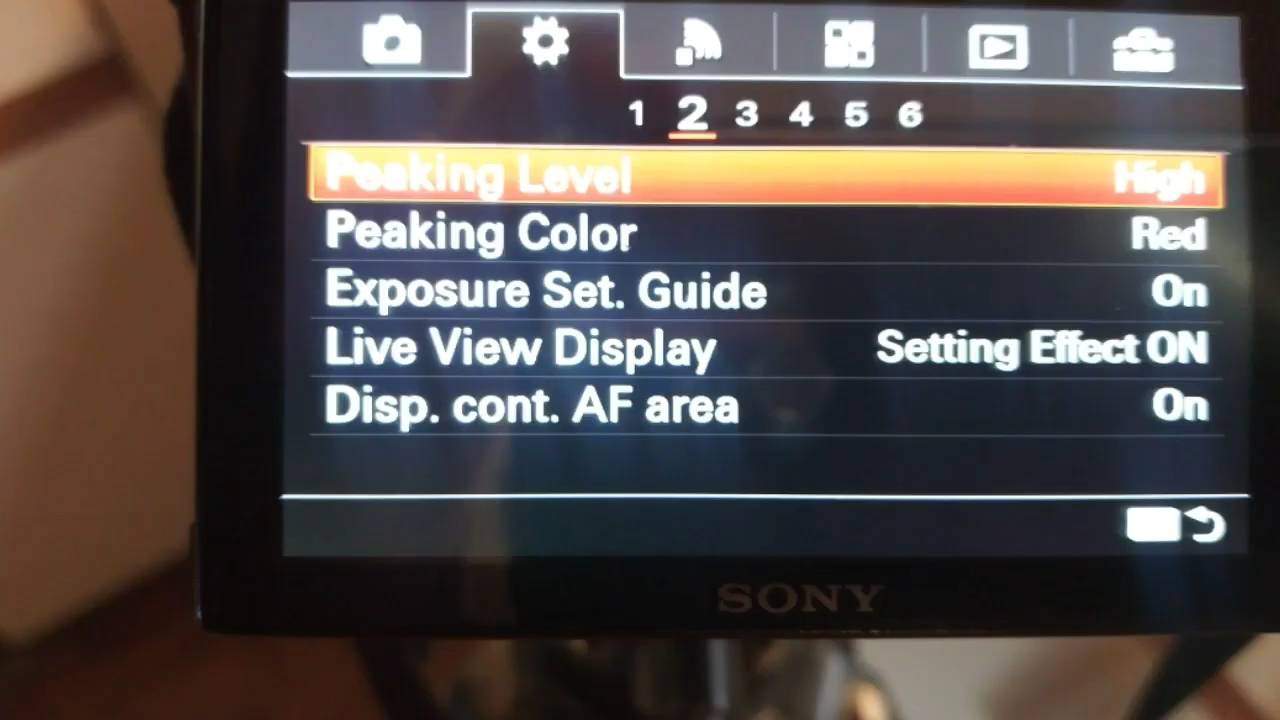 1 2 3 4 5 6
Peaking Level High
Peaking Color Red
Exposure Set. Guide On
Live View Display Setting Effect ON
Disp. cont. AF area On
SONY